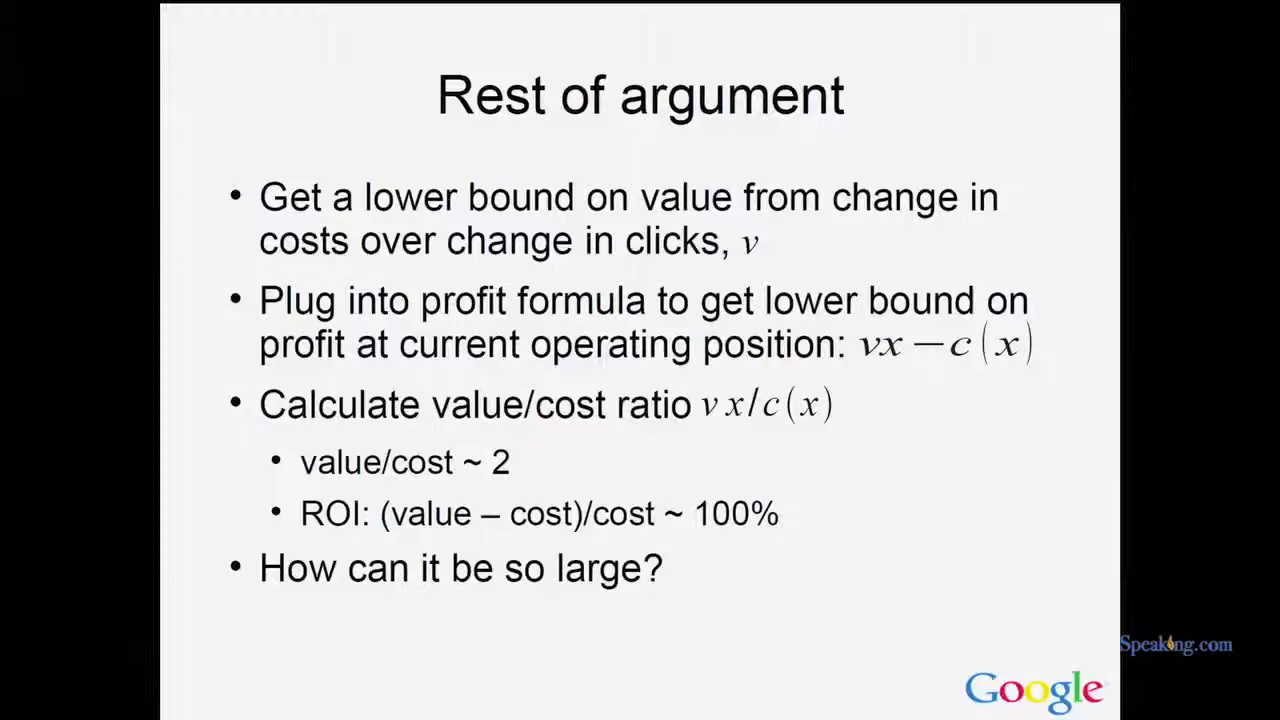 Rest of argument
• Get a lower bound on value from change in
costs over change in clicks, v
• Plug into profit formula to get lower bound on
profit at current operating position: vx − c(x)
• Calculate value/cost ratio v x/c(x)
• value/cost ~ 2
• ROI: (value – cost)/cost ~ 100%
• How can it be so large?
Speaking.com
Google